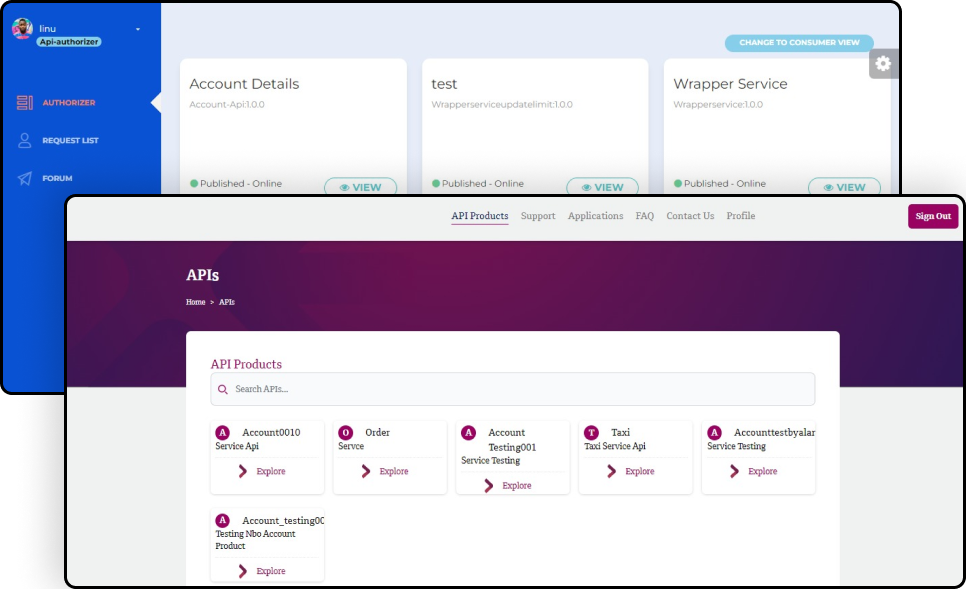 linu
Api-authorizer
AUTHORIZER
REQUEST LIST
FORUM
CHANGE TO CONSUMER VIEW
Account Details
Account-Api:1.0.0
Published - Online
VIEW
test
Wrapperserviceupdatelimit:1.0.0
Published - Online
VIEW
Wrapper Service
Wrapperservice:1.0.0
Published - Online
VIEW
API Products Support Applications FAQ Contact Us Profile
Sign Out
APIs
Home > APIs
API Products
Search APIs...
A Account0010
Service Api
Explore
O Order
Servce
Explore
A Account
Testing001
Service Testing
Explore
T Taxi
Taxi Service Api
Explore
A Accounttestbyalar
Service Testing
Explore
A Account_testing00
Testing Nbo Account
Product
Explore